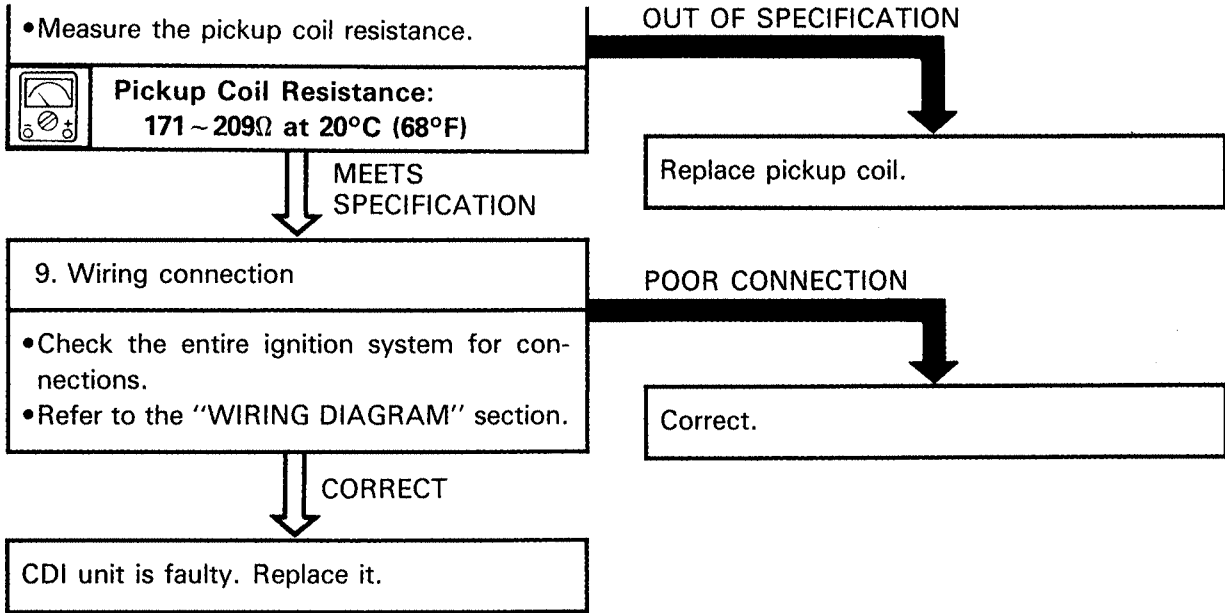 •Measure the pickup coil resistance.
OUT OF SPECIFICATION
Pickup Coil Resistance:
171~209Ω at 20°C (68°F)
Replace pickup coil.
MEETS
SPECIFICATION
9. Wiring connection
POOR CONNECTION
•Check the entire ignition system for con-
nections.
•Refer to the "WIRING DIAGRAM" section.
Correct.
CORRECT
CDI unit is faulty. Replace it.